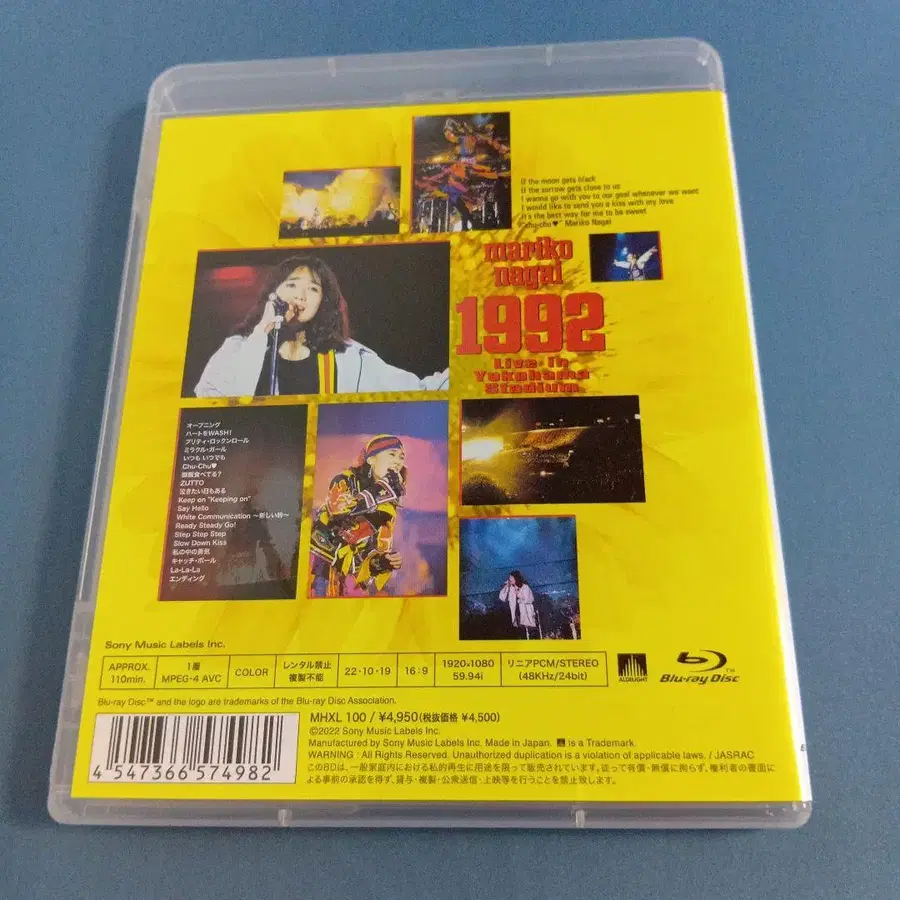 If the moon gets black
If the sorrow gets close to us
I wanna go with you to our goal whenever we want
I would like to send you a kiss with my love
It's the best way for me to be sweet
"chu-chu♥" Mariko Nagai
mariko
nagai
1992
Live In
Yokohama
Stadium
オープニング
ハートをWASH!
プリティ・ロックンロール
ミラクル・ガール
いつも いつでも
Chu-Chu♥
御飯食べてる?
ZUTTO
泣きたい日もある
Keep on "Keeping on"
Say Hello
White Communication 〜新しい絆〜
Ready Steady Go!
Step Step Step
Slow Down Kiss
私の中の勇気
キャッチ・ボール
La-La-La
エンディング
Sony Music Labels Inc.
APPROX. 110min.
1層 MPEG-4 AVC
COLOR
レンタル禁止 複製不能
22・10・19
16:9
1920×1080 59.94i
リニアPCM/STEREO (48KHz/24bit)
ALDELIGHT
Blu-ray Disc™
Blu-ray Disc™ and the logo are trademarks of the Blu-ray Disc Association.
MHXL 100 / ¥4,950(税抜価格 ¥4,500)
©2022 Sony Music Labels Inc.
Manufactured by Sony Music Labels Inc. Made in Japan. is a Trademark.
WARNING : All Rights Reserved. Unauthorized duplication is a violation of applicable laws. / JASRAC
このBDは、一般家庭内における私的再生に用途を限って販売されています。従って有償・無償に拘らず、権利者の書面に
よる事前の承認を得ず、貸与・複製・公衆送信・上映等を行うことを禁止致します。
4 547366 574982